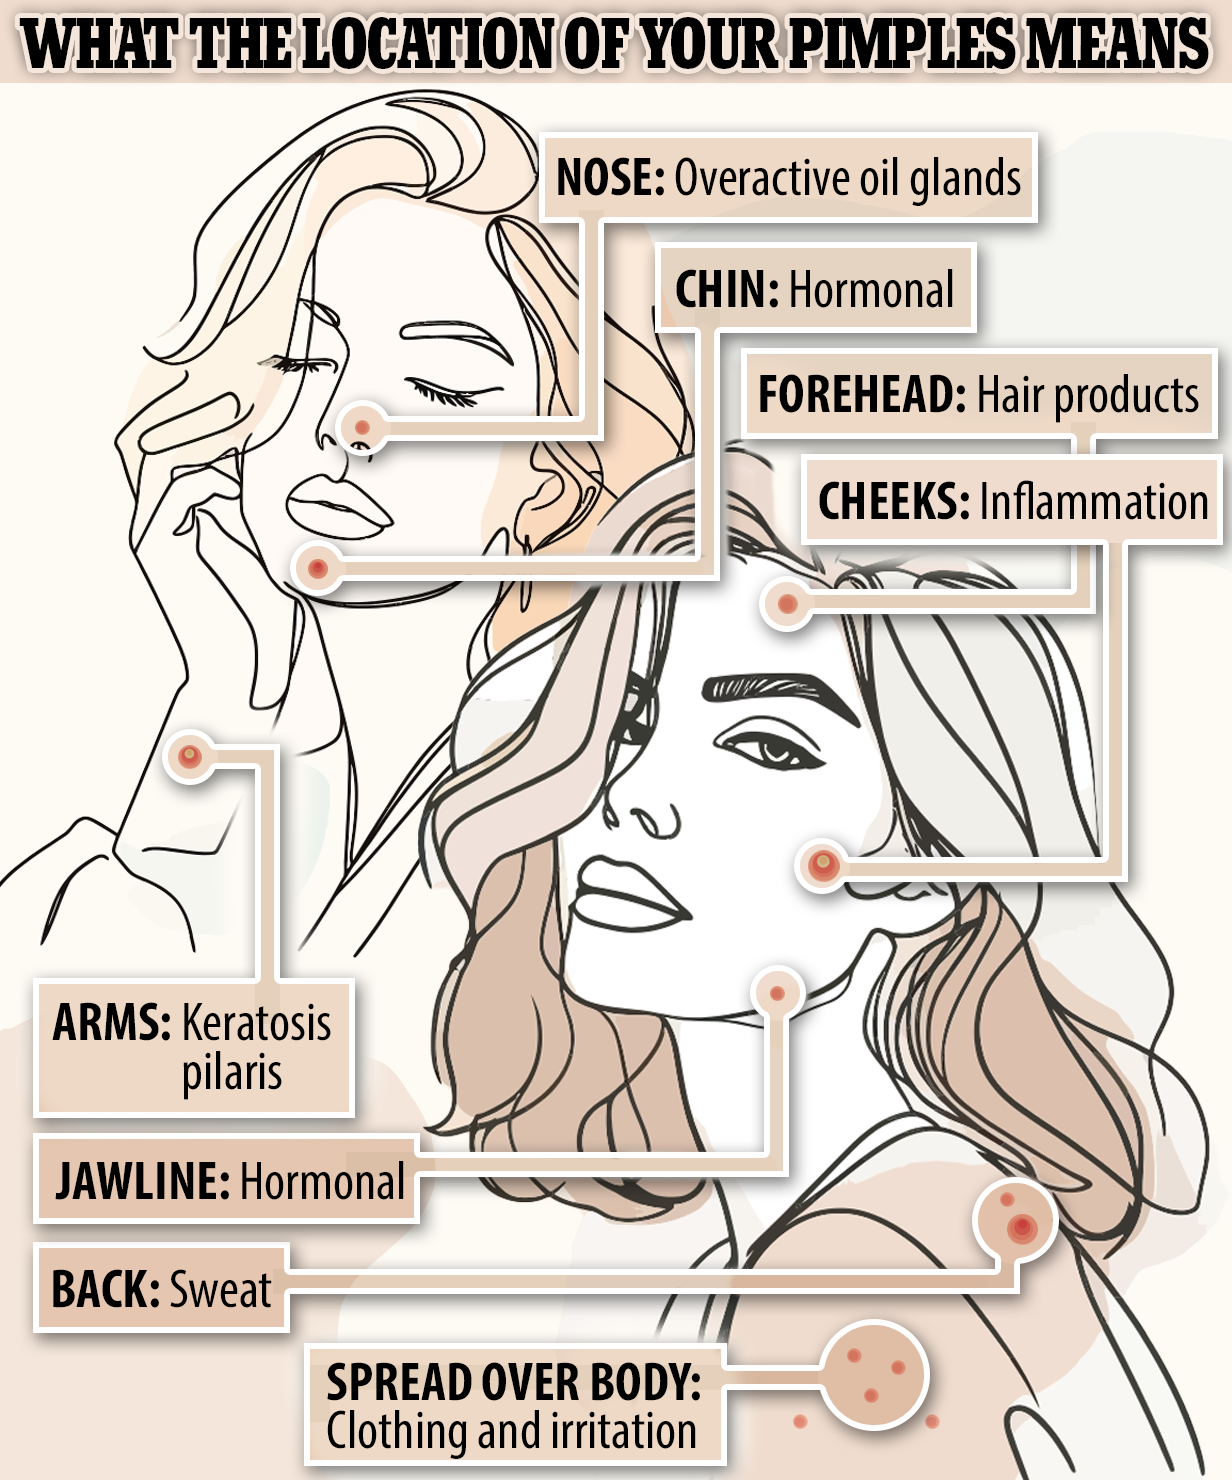 WHAT THE LOCATION OF YOUR PIMPLES MEANS
NOSE: Overactive oil glands
CHIN: Hormonal
FOREHEAD: Hair products
CHEEKS: Inflammation
ARMS: Keratosis
pilaris
JAWLINE: Hormonal
BACK: Sweat
SPREAD OVER BODY:
Clothing and irritation